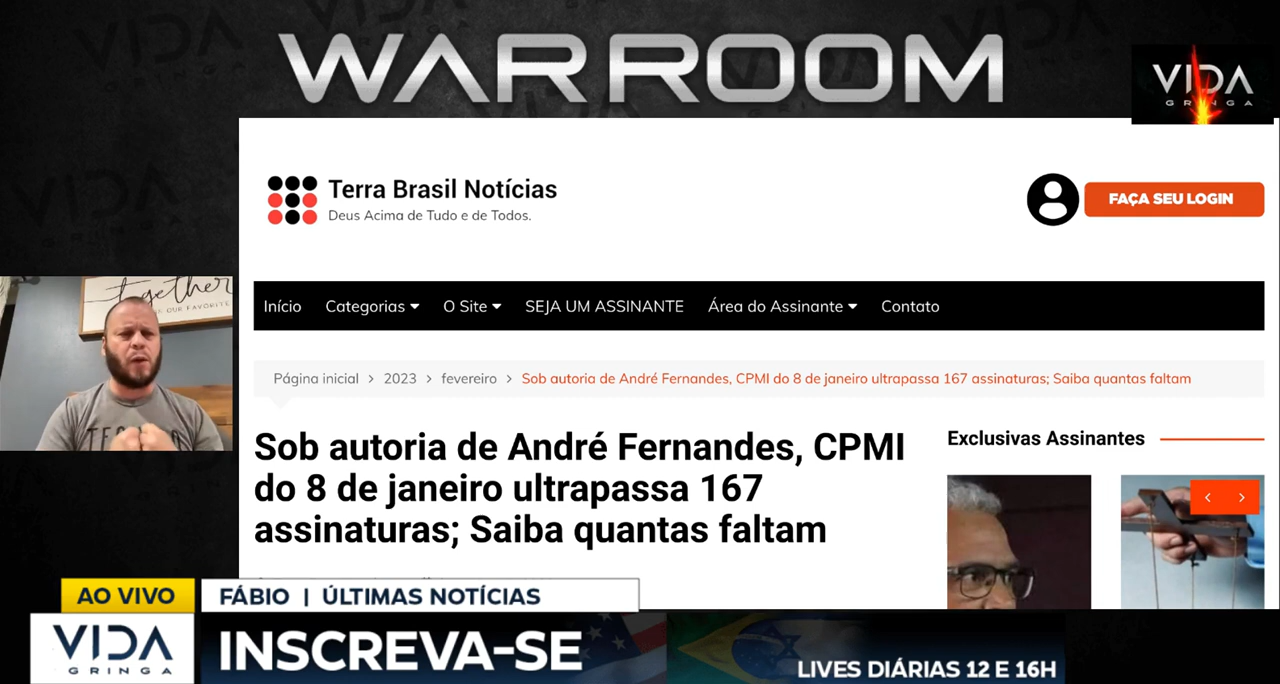 WARROOM
VIDA
GRINGA
Terra Brasil Notícias
Deus Acima de Tudo e de Todos.
FAÇA SEU LOGIN
Início Categorias O Site SEJA UM ASSINANTE Área do Assinante Contato
together
OUR FAVORITE
Página inicial > 2023 > fevereiro > Sob autoria de André Fernandes, CPMI do 8 de janeiro ultrapassa 167 assinaturas; Saiba quantas faltam
Sob autoria de André Fernandes, CPMI
do 8 de janeiro ultrapassa 167
assinaturas; Saiba quantas faltam
Exclusivas Assinantes
AO VIVO
FÁBIO | ÚLTIMAS NOTÍCIAS
VIDA
GRINGA
INSCREVA-SE
LIVES DIÁRIAS 12 E 16H